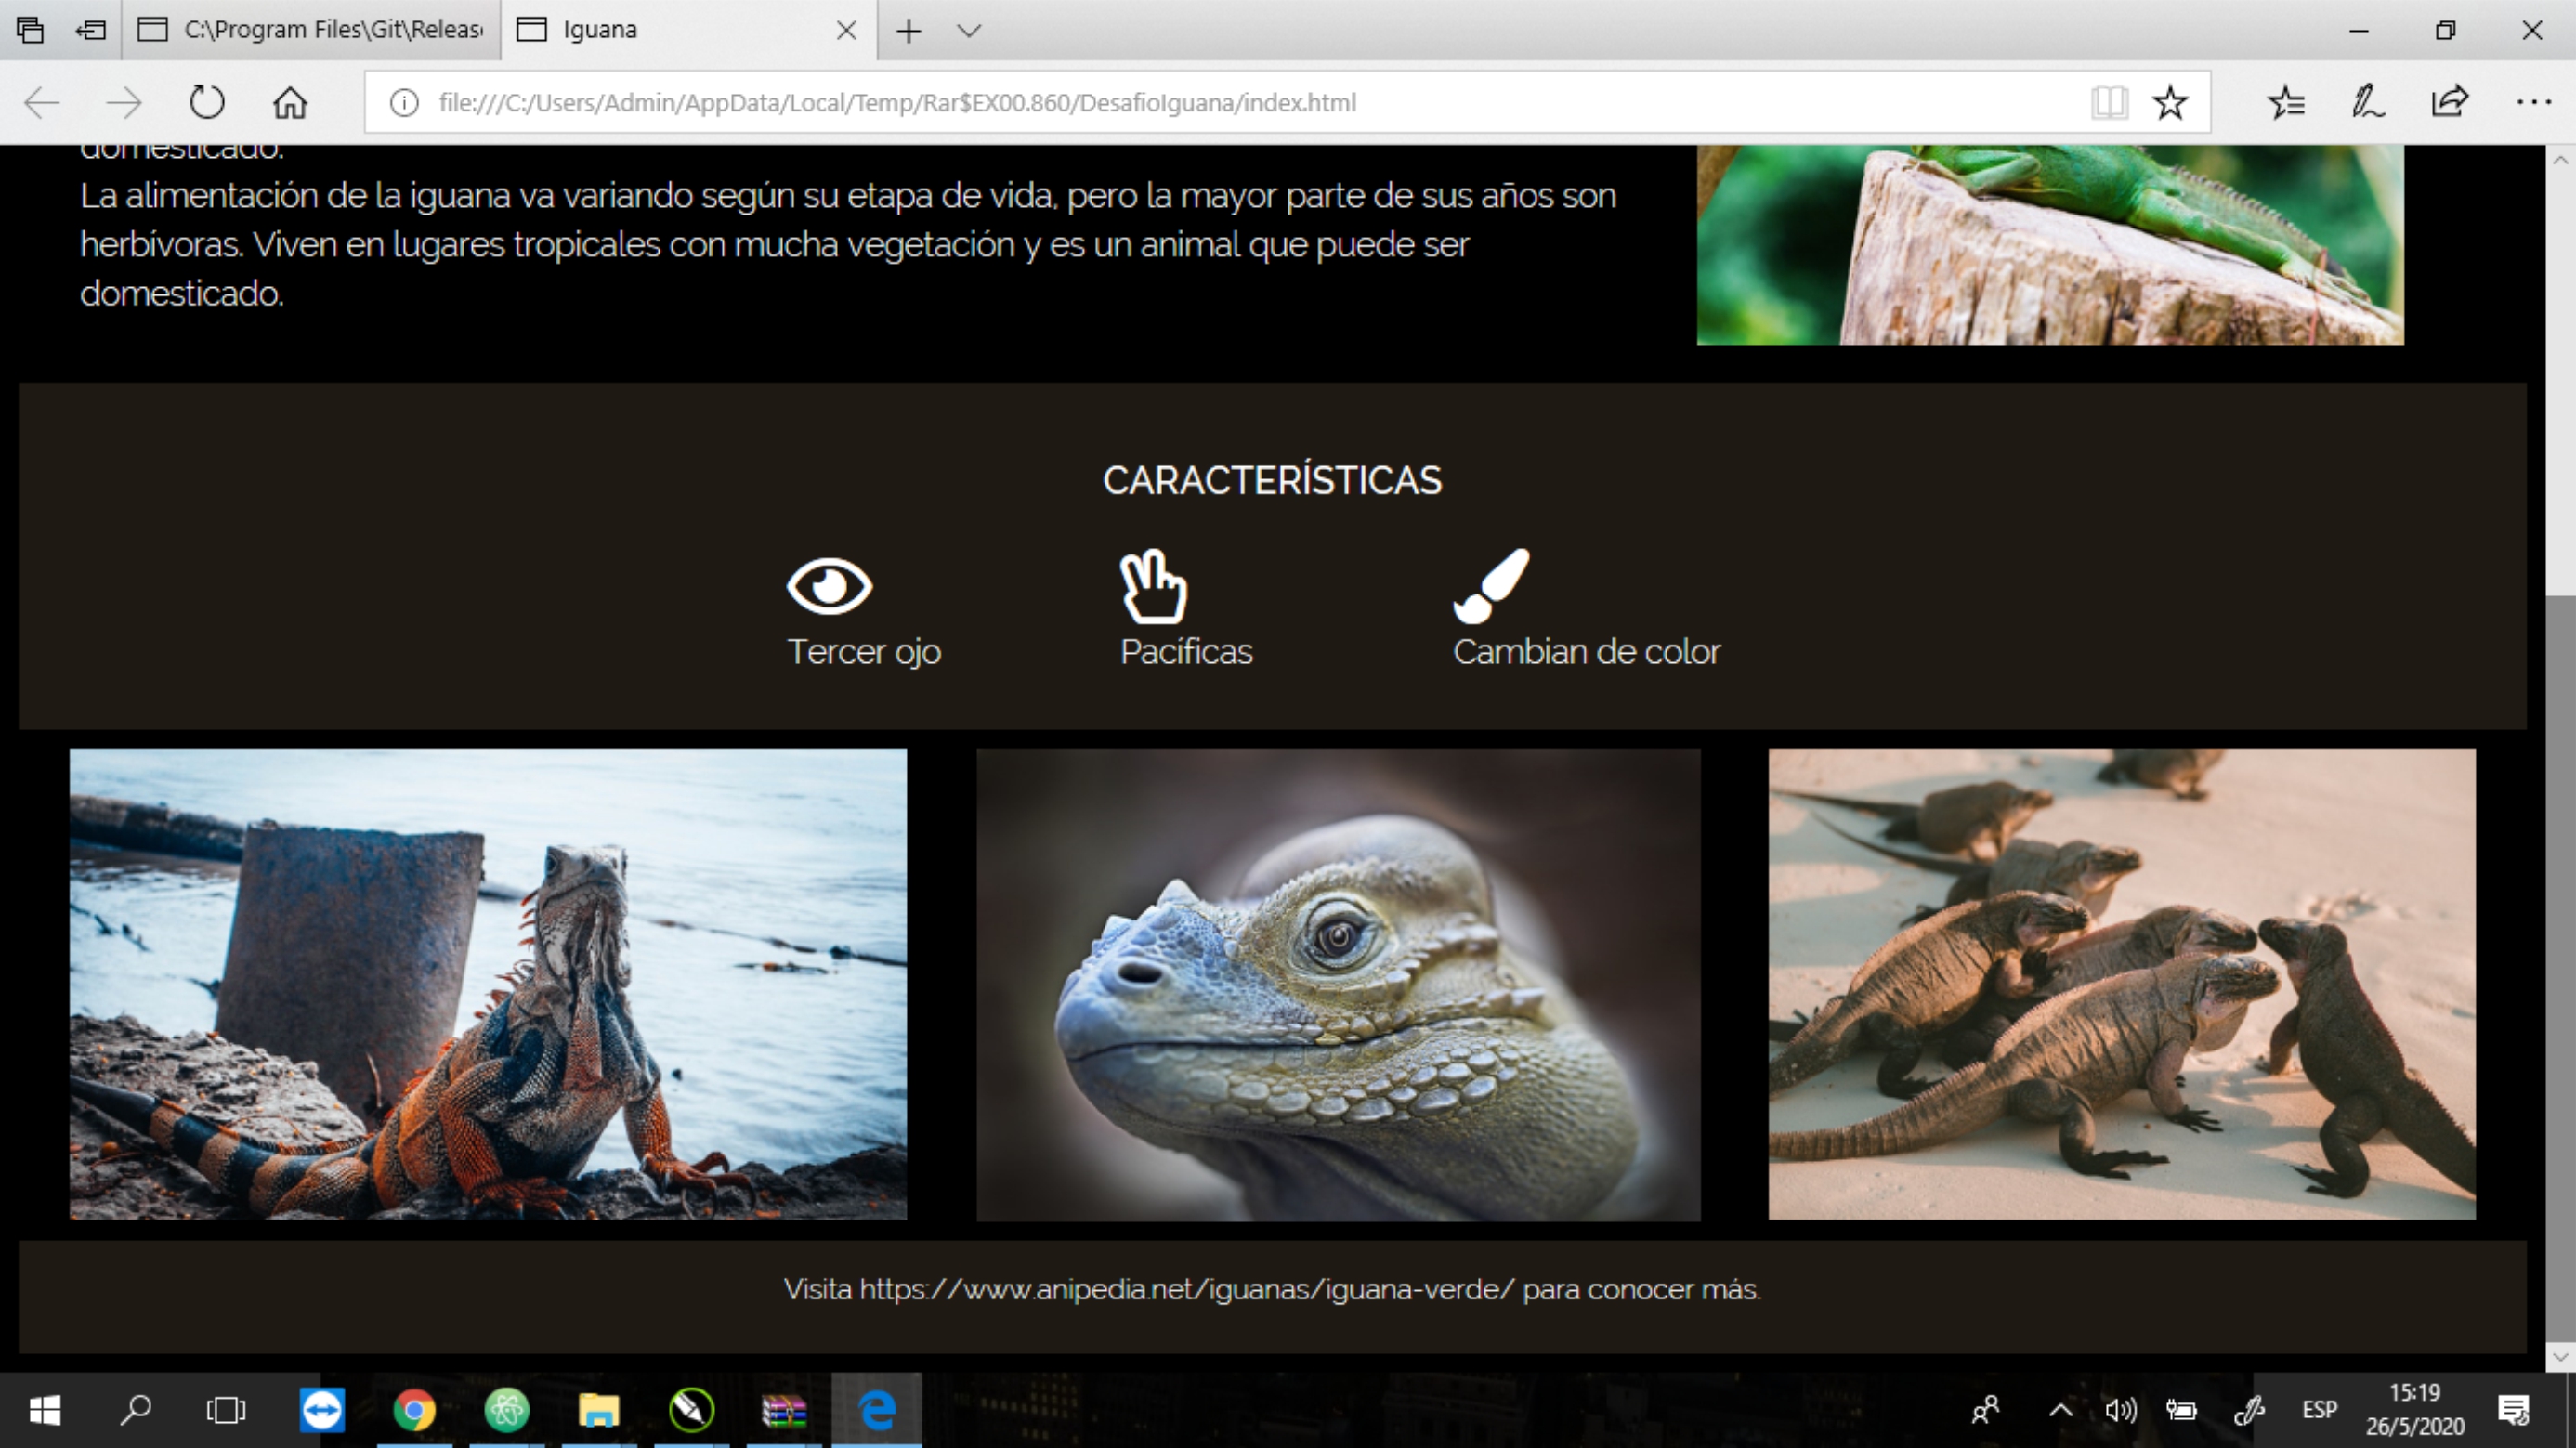 C:\Program Files\Git\Releas
Iguana
file:///C:/Users/Admin/AppData/Local/Temp/Rar$EX00.860/DesafioIguana/index.html
domesticado.
La alimentación de la iguana va variando según su etapa de vida, pero la mayor parte de sus años son
herbívoras. Viven en lugares tropicales con mucha vegetación y es un animal que puede ser
domesticado.
CARACTERÍSTICAS
Tercer ojo
Pacíficas
Cambian de color
Visita https://www.anipedia.net/iguanas/iguana-verde/ para conocer más.
ESP
15:19
26/5/2020